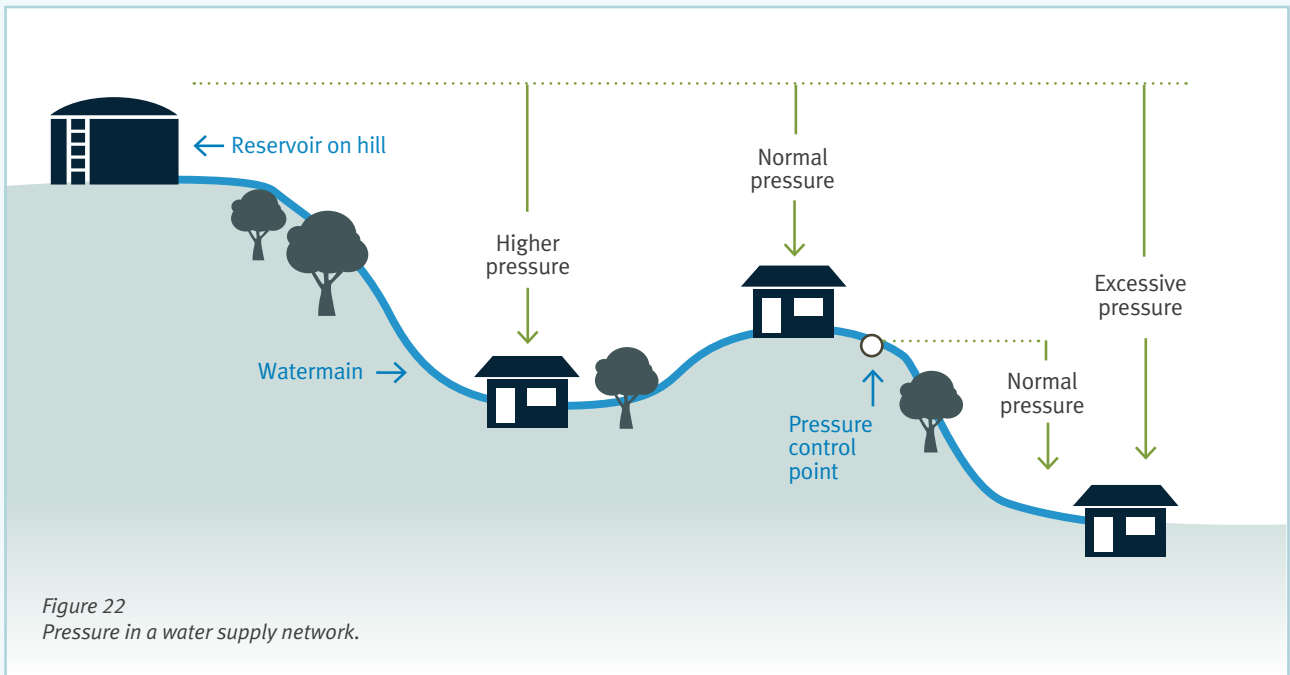 Reservoir on hill
Normal
pressure
Higher
pressure
Excessive
pressure
Watermain
Normal
pressure
Pressure
control
point
Figure 22
Pressure in a water supply network.